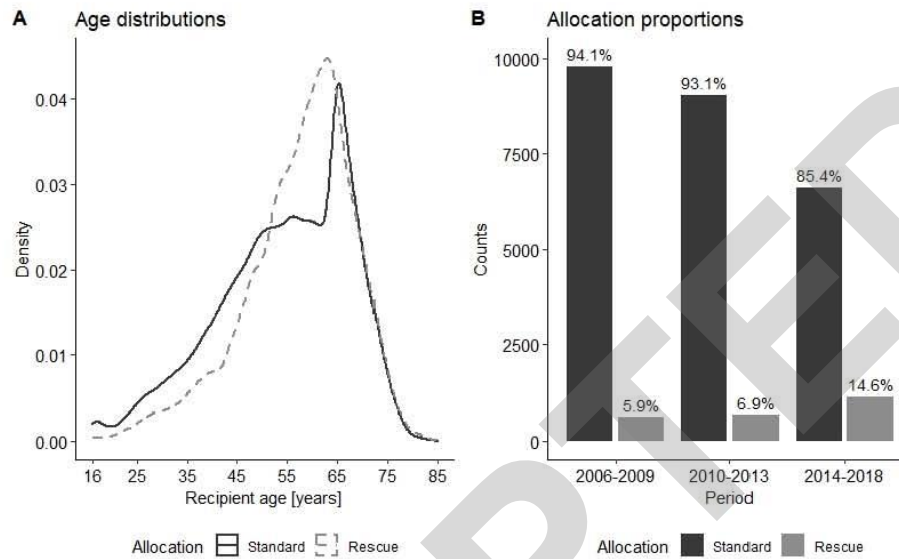 A Age distributions
0.04
0.03
0.02
0.01
0.00
Density
16 25 35 45 55 65 75 85
Recipient age [years]
Allocation Standard Rescue
B Allocation proportions
10000
7500
5000
2500
0
Counts
94.1%
93.1%
85.4%
5.9%
6.9%
14.6%
2006-2009 2010-2013 2014-2018
Period
Allocation Standard Rescue
PTED